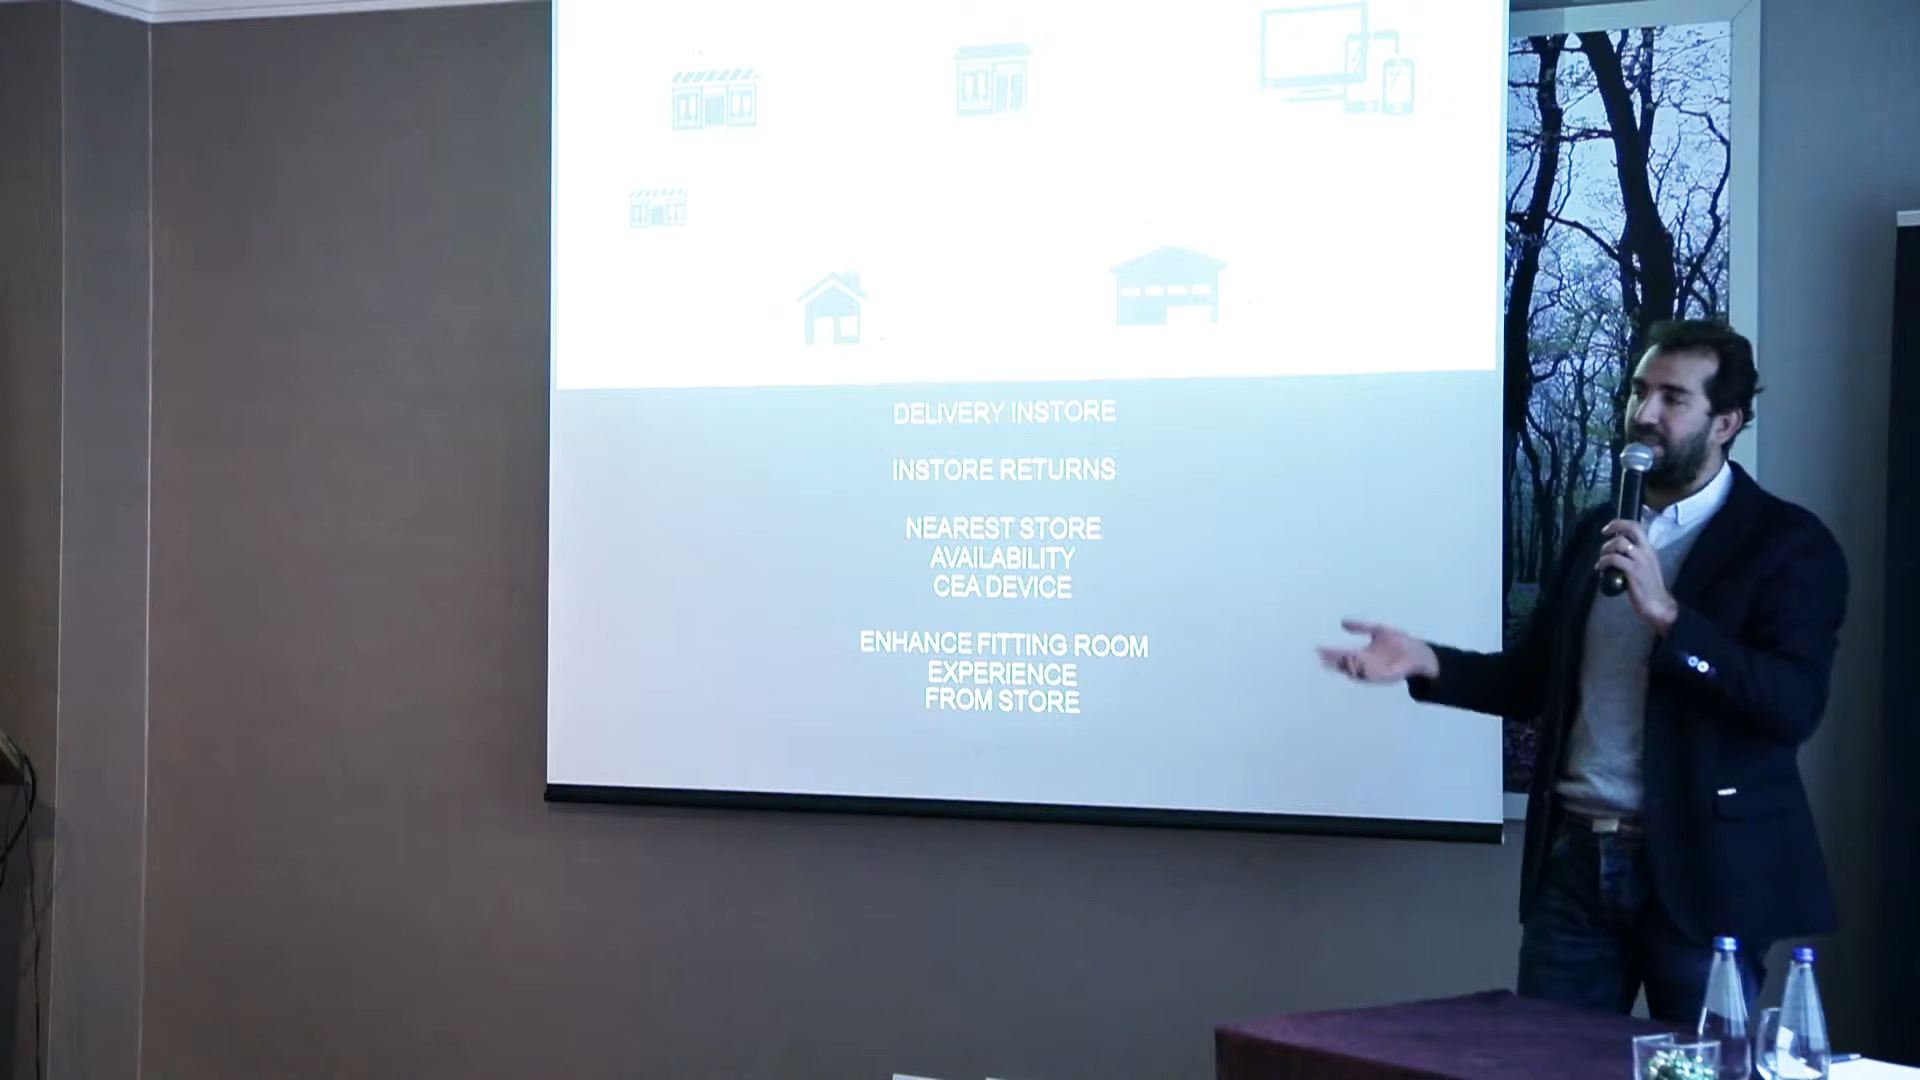 DELIVERY INSTORE
INSTORE RETURNS
NEAREST STORE
AVAILABILITY
CEA DEVICE
ENHANCE FITTING ROOM
EXPERIENCE
FROM STORE